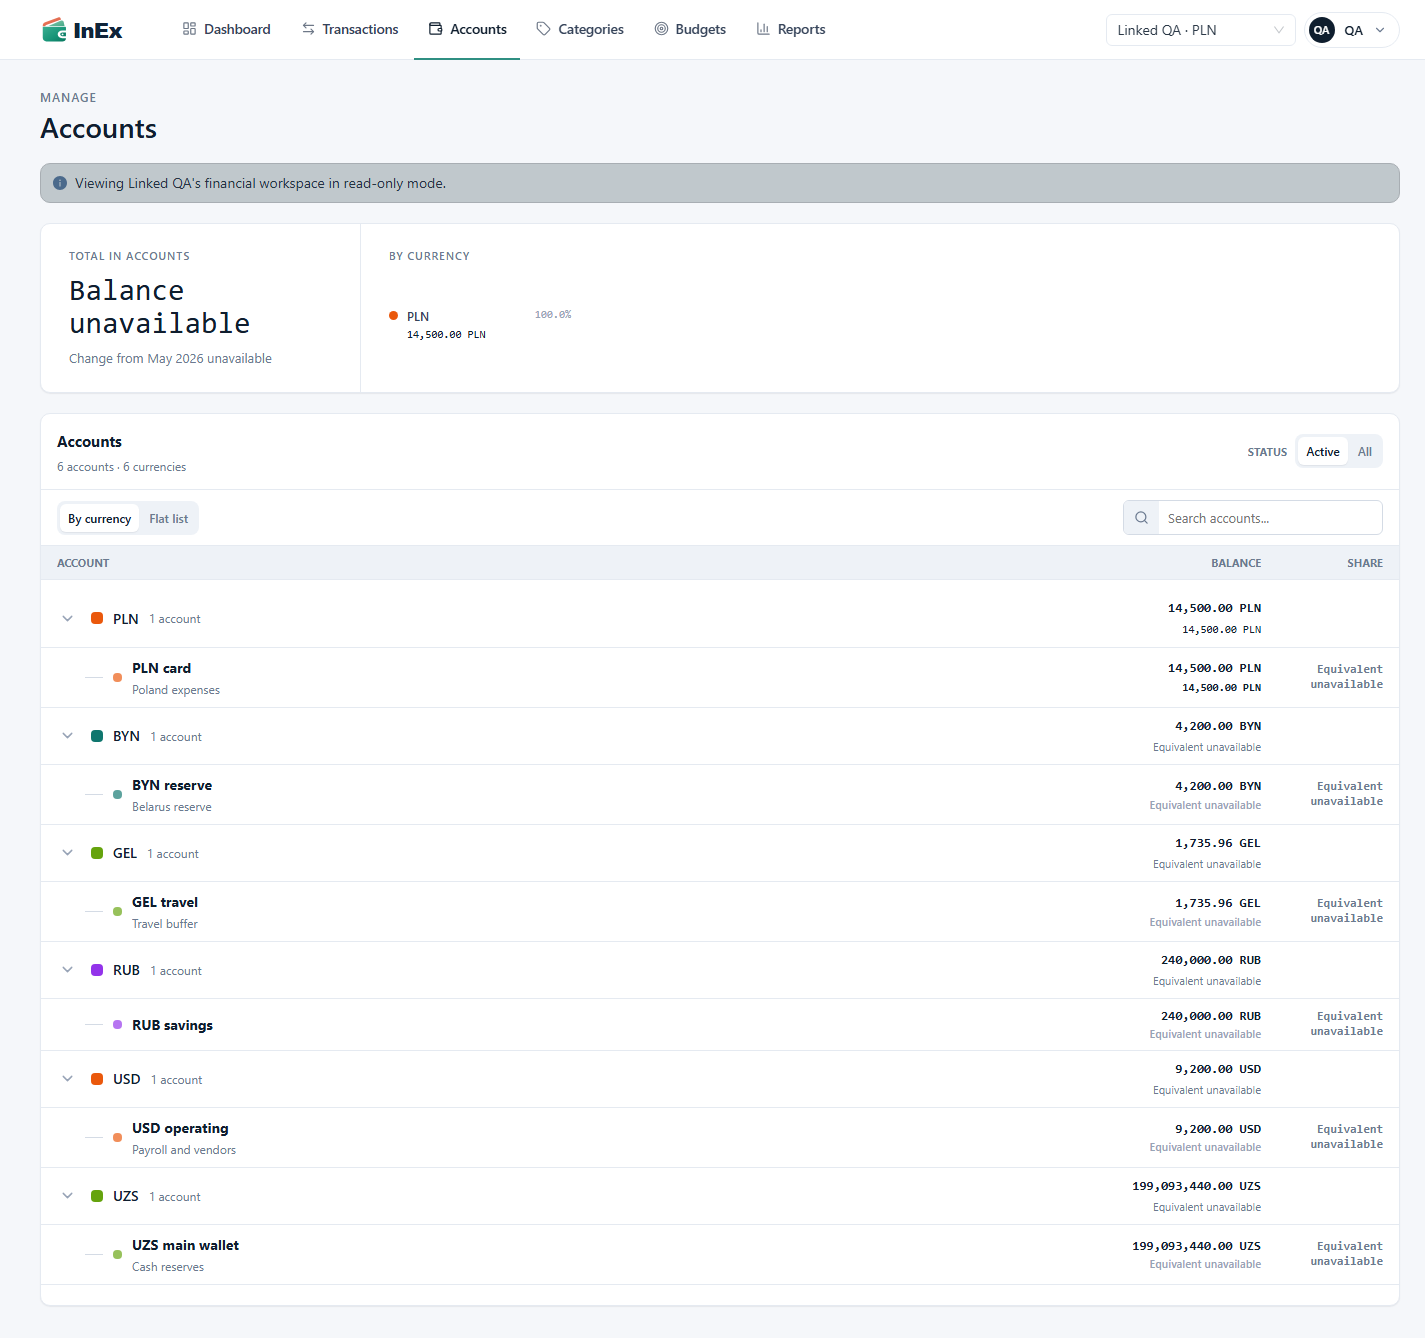 InEx
Dashboard
Transactions
Accounts
Categories
Budgets
Reports
Linked QA · PLN
QA
QA
MANAGE
Accounts
Viewing Linked QA's financial workspace in read-only mode.
TOTAL IN ACCOUNTS
Balance
unavailable
Change from May 2026 unavailable
BY CURRENCY
PLN
100.0%
14,500.00 PLN
Accounts
6 accounts · 6 currencies
STATUS
Active
All
By currency
Flat list
Search accounts...
ACCOUNT
BALANCE
SHARE
PLN
1 account
14,500.00 PLN
14,500.00 PLN
PLN card
Poland expenses
14,500.00 PLN
14,500.00 PLN
Equivalent
unavailable
BYN
1 account
4,200.00 BYN
Equivalent unavailable
BYN reserve
Belarus reserve
4,200.00 BYN
Equivalent unavailable
Equivalent
unavailable
GEL
1 account
1,735.96 GEL
Equivalent unavailable
GEL travel
Travel buffer
1,735.96 GEL
Equivalent unavailable
Equivalent
unavailable
RUB
1 account
240,000.00 RUB
Equivalent unavailable
RUB savings
240,000.00 RUB
Equivalent unavailable
Equivalent
unavailable
USD
1 account
9,200.00 USD
Equivalent unavailable
USD operating
Payroll and vendors
9,200.00 USD
Equivalent unavailable
Equivalent
unavailable
UZS
1 account
199,093,440.00 UZS
Equivalent unavailable
UZS main wallet
Cash reserves
199,093,440.00 UZS
Equivalent unavailable
Equivalent
unavailable